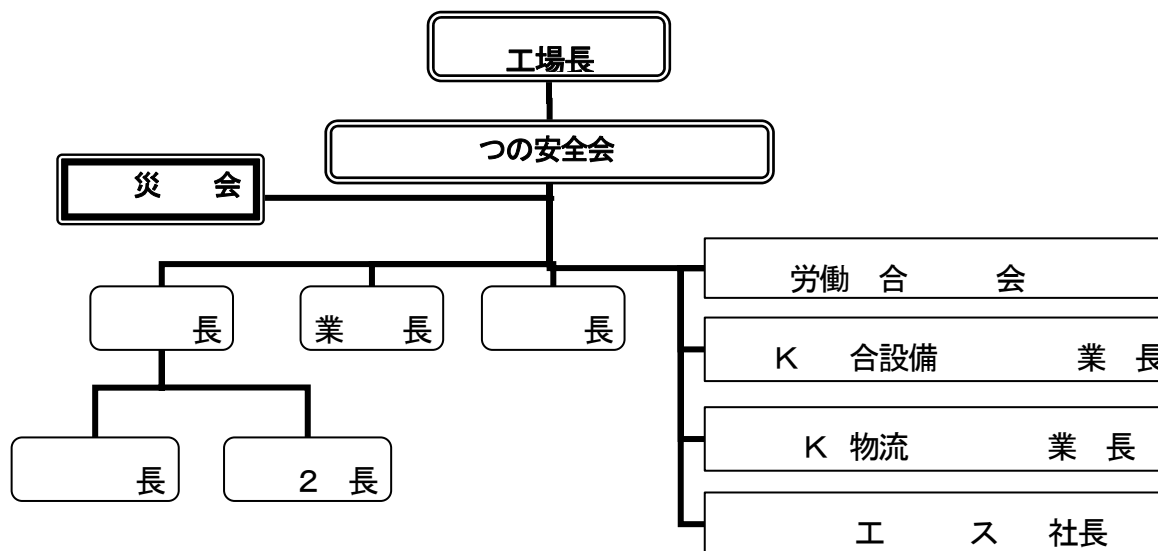 工場長
つの安全会
災 会
労働 合 会
長
業 長
長
K 合設備 業 長
K 物流 業 長
長
2 長
エ ス 社長